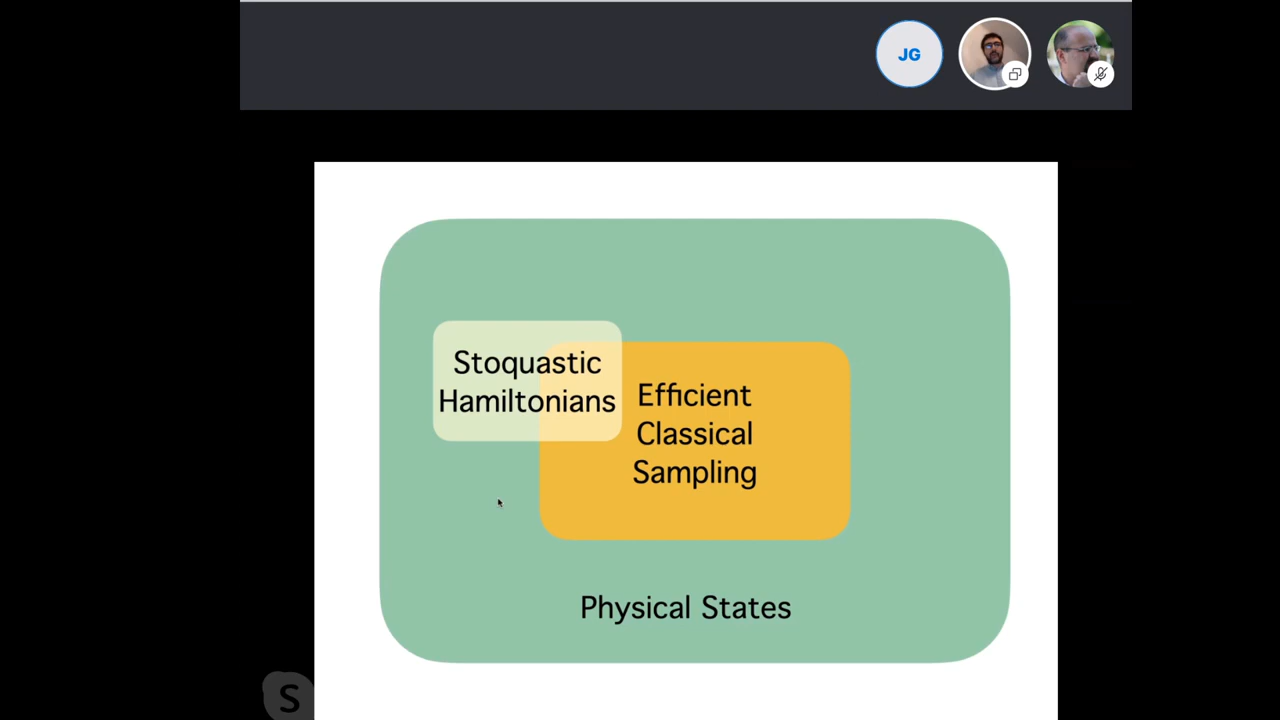 JG
Stoquastic
Hamiltonians
Efficient
Classical
Sampling
Physical States
S